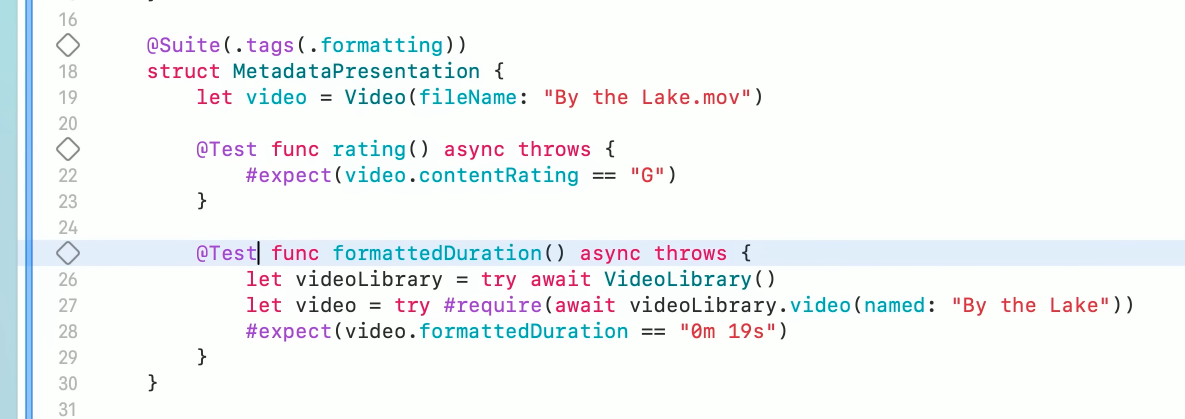 16
@Suite(.tags(.formatting))
18 struct MetadataPresentation {
19 let video = Video(fileName: "By the Lake.mov")
20
@Test func rating() async throws {
22 #expect(video.contentRating == "G")
23 }
24
@Test func formattedDuration() async throws {
26 let videoLibrary = try await VideoLibrary()
27 let video = try #require(await videoLibrary.video(named: "By the Lake"))
28 #expect(video.formattedDuration == "0m 19s")
29 }
30 }
31